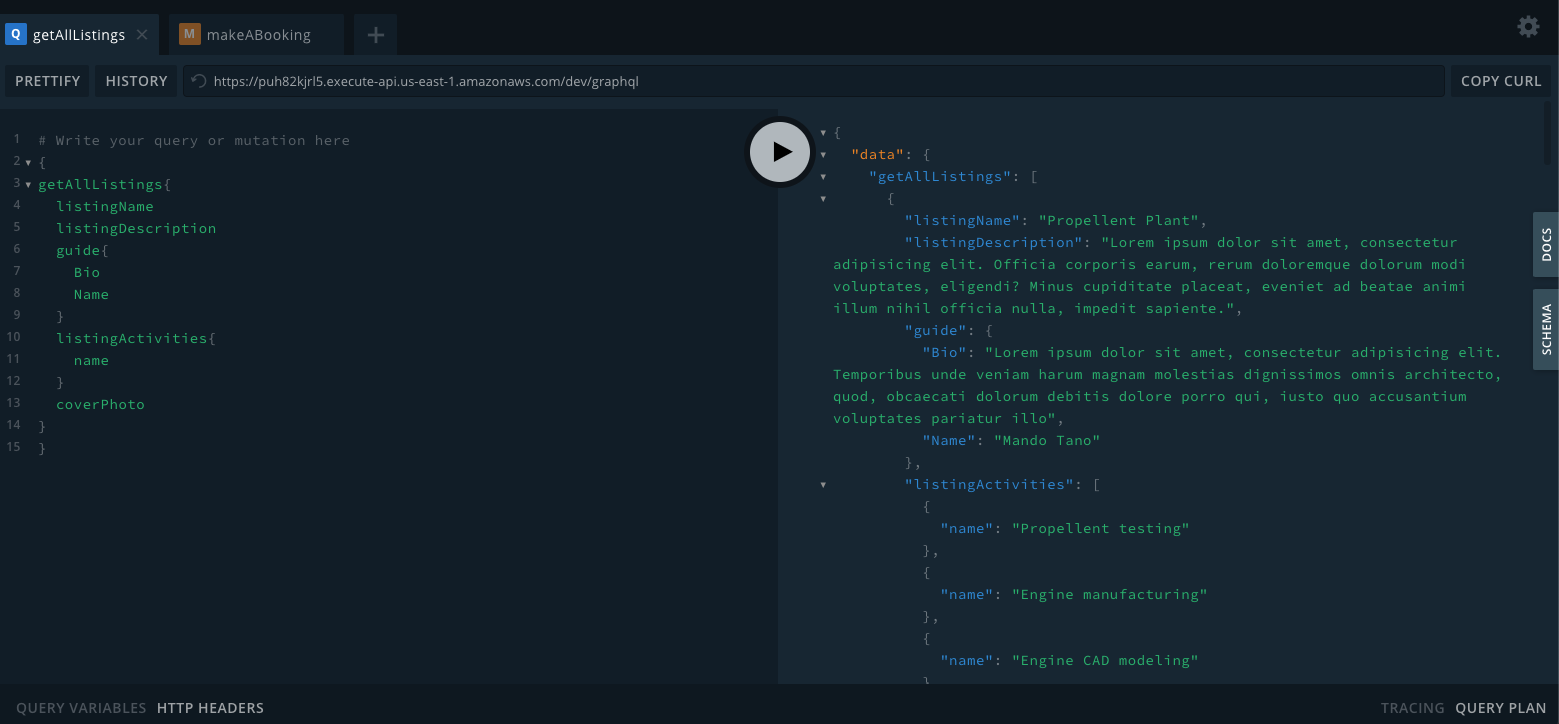 Q getAllListings
M makeABooking
PRETTIFY HISTORY https://puh82kjrl5.execute-api.us-east-1.amazonaws.com/dev/graphql COPY CURL
1 # Write your query or mutation here
2 {
3 getAllListings{
4 listingName
5 listingDescription
6 guide{
7 Bio
8 Name
9 }
10 listingActivities{
11 name
12 }
13 coverPhoto
14 }
15 }
{
"data": {
"getAllListings": [
{
"listingName": "Propellent Plant",
"listingDescription": "Lorem ipsum dolor sit amet, consectetur
adipisicing elit. Officia corporis earum, rerum doloremque dolorum modi
voluptates, eligendi? Minus cupiditate placeat, eveniet ad beatae animi
illum nihil officia nulla, impedit sapiente.",
"guide": {
"Bio": "Lorem ipsum dolor sit amet, consectetur adipisicing elit.
Temporibus unde veniam harum magnam molestias dignissimos omnis architecto,
quod, obcaecati dolorum debitis dolore porro qui, iusto quo accusantium
voluptates pariatur illo",
"Name": "Mando Tano"
},
"listingActivities": [
{
"name": "Propellent testing"
},
{
"name": "Engine manufacturing"
},
{
"name": "Engine CAD modeling"
}
DOCS
SCHEMA
QUERY VARIABLES HTTP HEADERS
TRACING QUERY PLAN